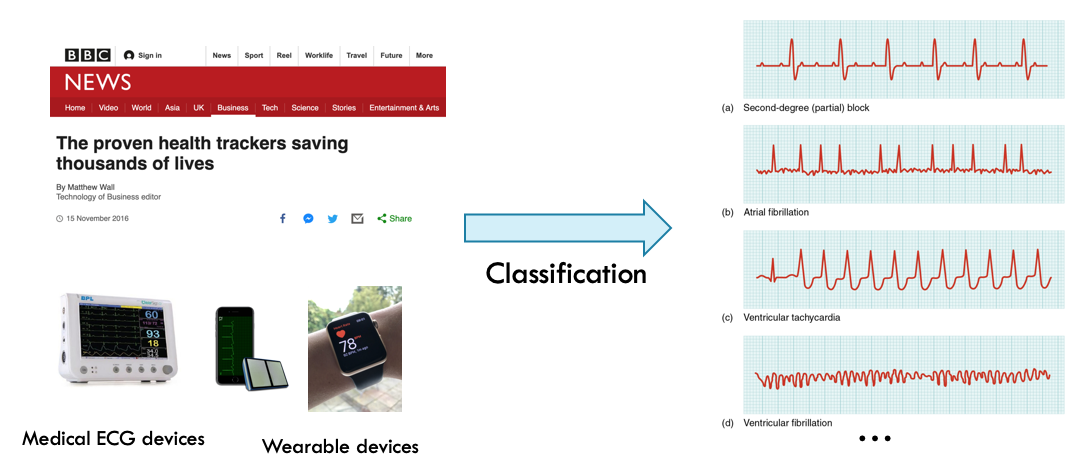 BBC Sign in News Sport Reel Worklife Travel Future More
NEWS
Home Video World Asia UK Business Tech Science Stories Entertainment & Arts
The proven health trackers saving
thousands of lives
By Matthew Wall
Technology of Business editor
15 November 2016 Share
BPL
60
93
18
78
Medical ECG devices
Wearable devices
Classification
(a) Second-degree (partial) block
(b) Atrial fibrillation
(c) Ventricular tachycardia
(d) Ventricular fibrillation
•••